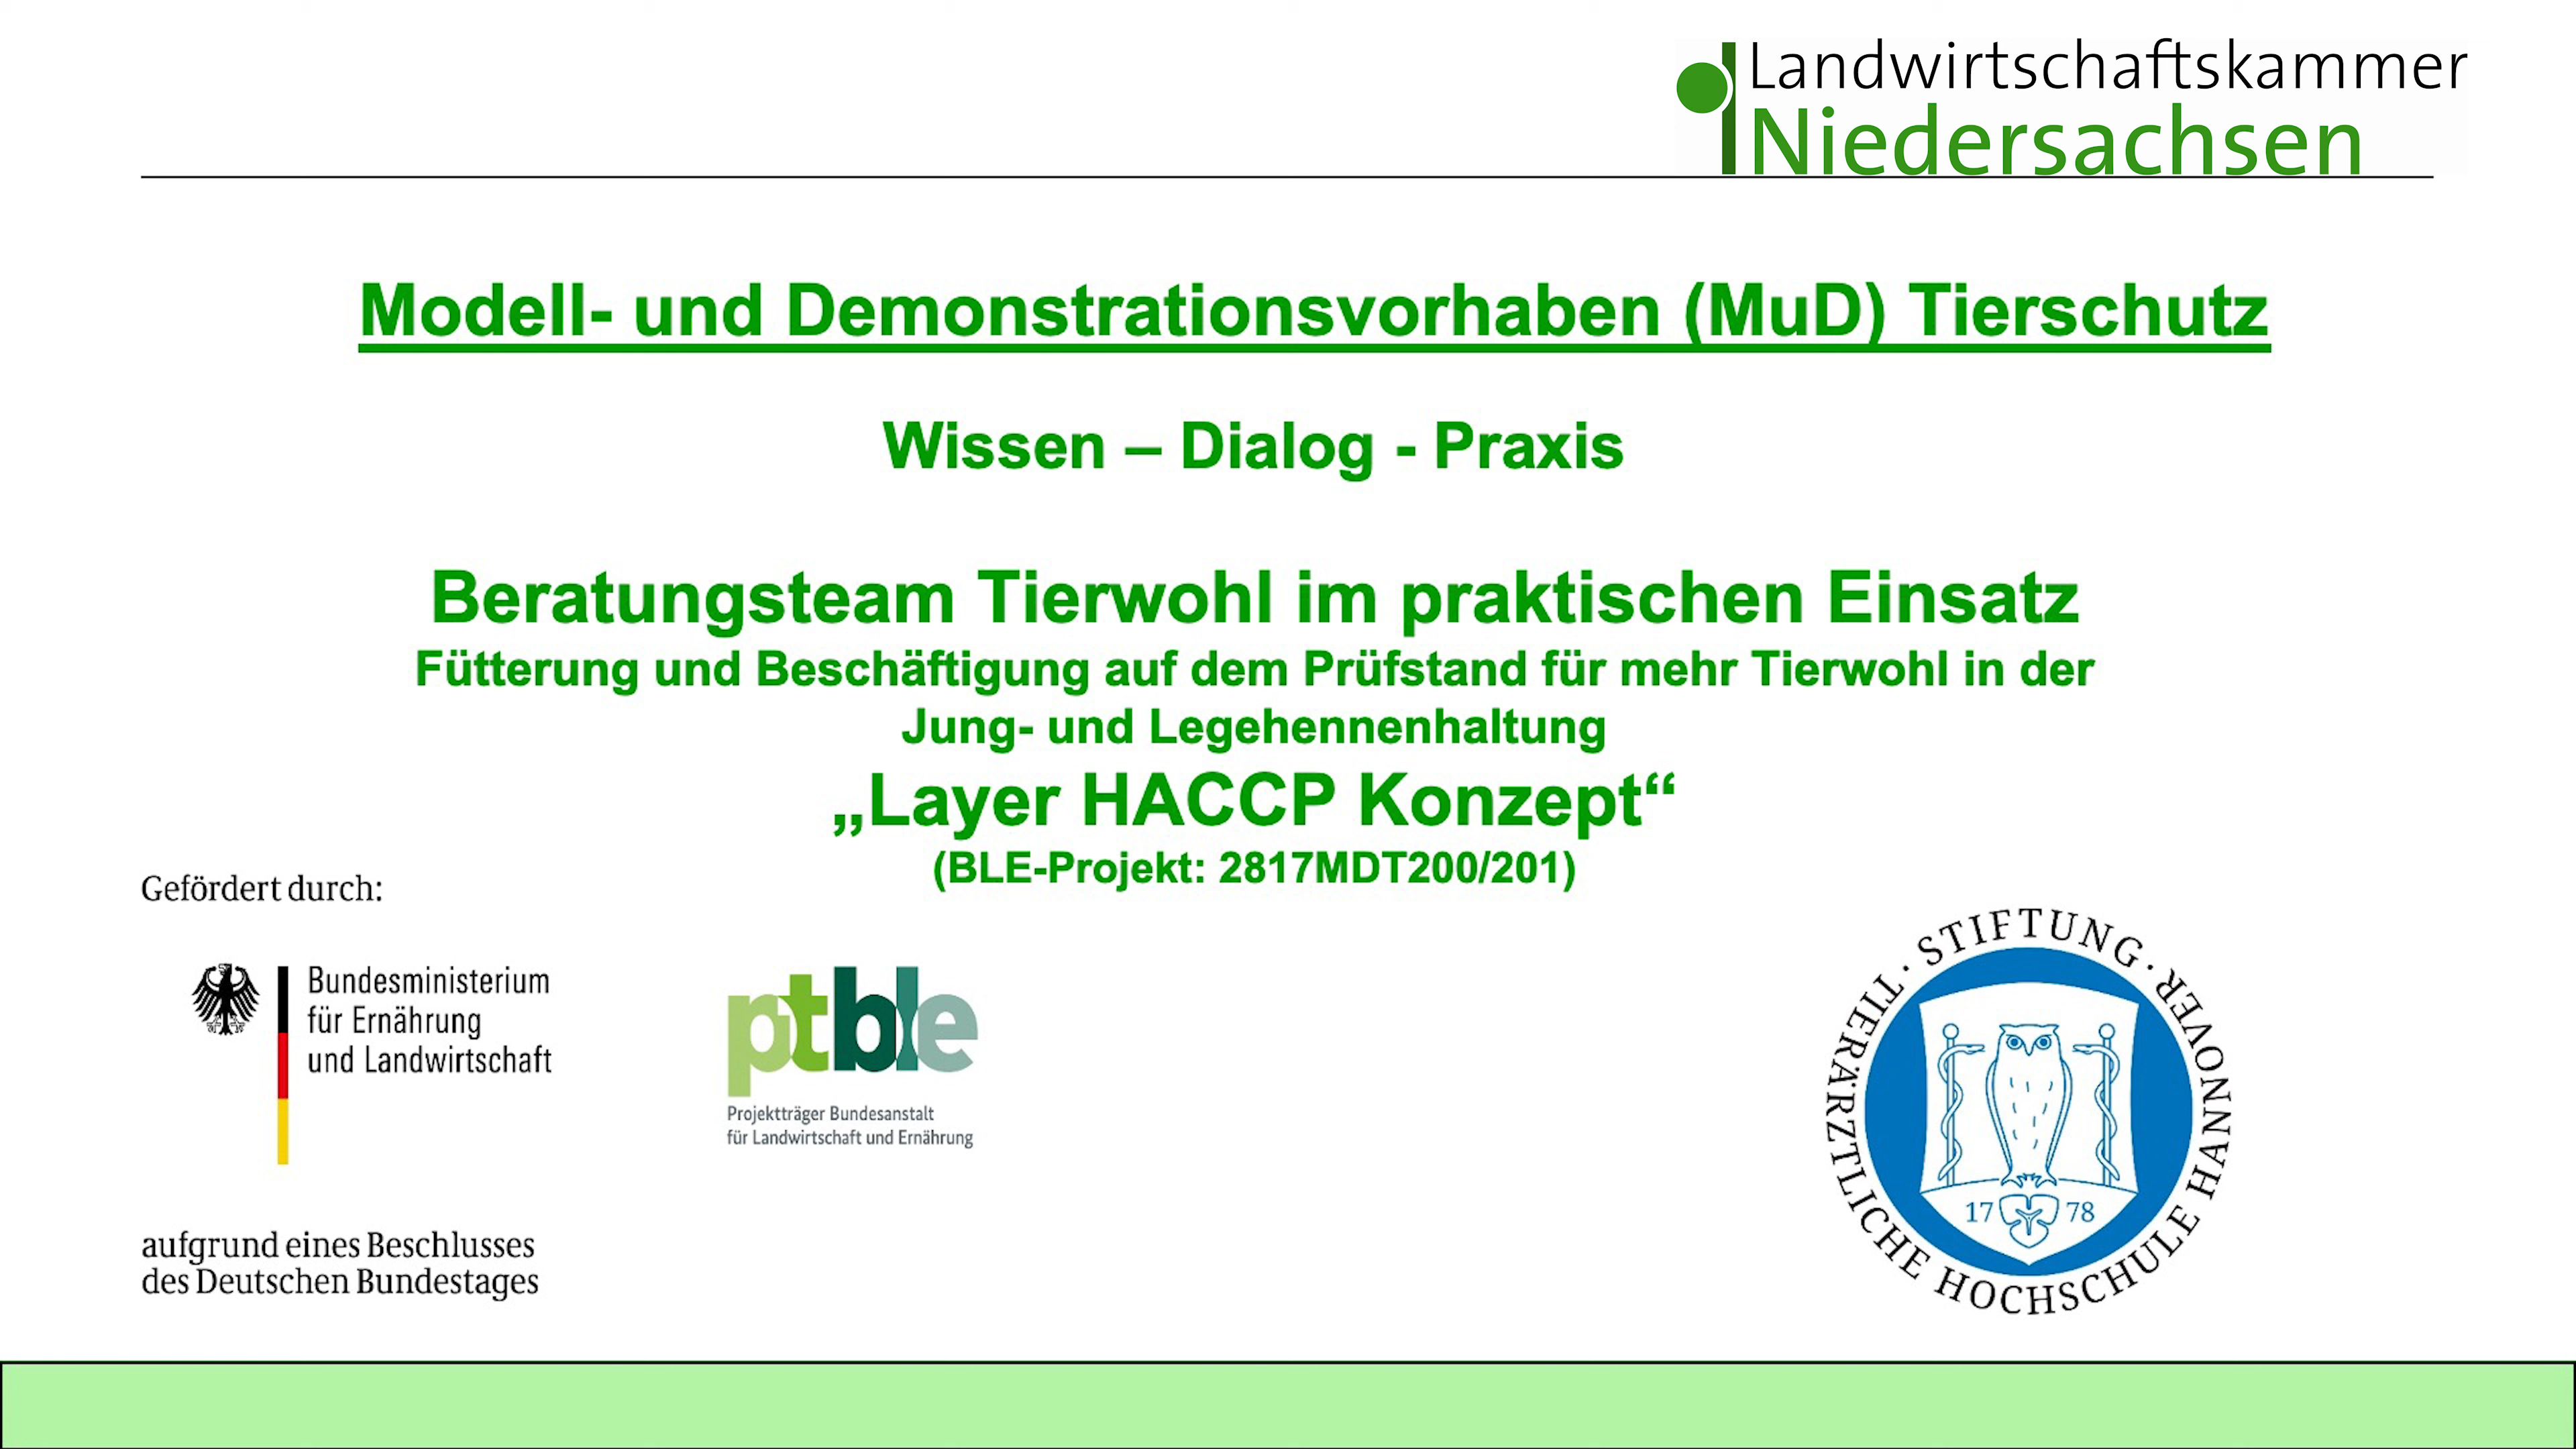 Landwirtschaftskammer
Niedersachsen
Modell- und Demonstrationsvorhaben (MuD) Tierschutz
Wissen – Dialog - Praxis
Beratungsteam Tierwohl im praktischen Einsatz
Fütterung und Beschäftigung auf dem Prüfstand für mehr Tierwohl in der
Jung- und Legehennenhaltung
„Layer HACCP Konzept“
(BLE-Projekt: 2817MDT200/201)
Gefördert durch:
Bundesministerium
für Ernährung
und Landwirtschaft
aufgrund eines Beschlusses
des Deutschen Bundestages
ptble
Projektträger Bundesanstalt
für Landwirtschaft und Ernährung
· STIFTUNG ·
TIERÄRZTLICHE HOCHSCHULE HANNOVER
17 78